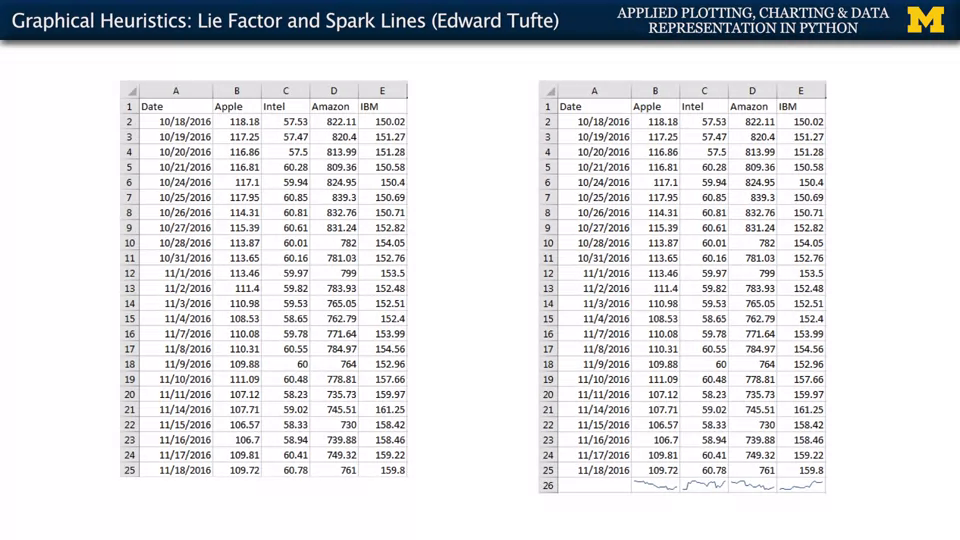 Graphical Heuristics: Lie Factor and Spark Lines (Edward Tufte)
APPLIED PLOTTING, CHARTING & DATA
REPRESENTATION IN PYTHON
M
A B C D E
1 Date Apple Intel Amazon IBM
2 10/18/2016 118.18 57.53 822.11 150.02
3 10/19/2016 117.25 57.47 820.4 151.27
4 10/20/2016 116.86 57.5 813.99 151.28
5 10/21/2016 116.81 60.28 809.36 150.58
6 10/24/2016 117.1 59.94 824.95 150.4
7 10/25/2016 117.95 60.85 839.3 150.69
8 10/26/2016 114.31 60.81 832.76 150.71
9 10/27/2016 115.39 60.61 831.24 152.82
10 10/28/2016 113.87 60.01 782 154.05
11 10/31/2016 113.65 60.16 781.03 152.76
12 11/1/2016 113.46 59.97 799 153.5
13 11/2/2016 111.4 59.82 783.93 152.48
14 11/3/2016 110.98 59.53 765.05 152.51
15 11/4/2016 108.53 58.65 762.79 152.4
16 11/7/2016 110.08 59.78 771.64 153.99
17 11/8/2016 110.31 60.55 784.97 154.56
18 11/9/2016 109.88 60 764 152.96
19 11/10/2016 111.09 60.48 778.81 157.66
20 11/11/2016 107.12 58.23 735.73 159.97
21 11/14/2016 107.71 59.02 745.51 161.25
22 11/15/2016 106.57 58.33 730 158.42
23 11/16/2016 106.7 58.94 739.88 158.46
24 11/17/2016 109.81 60.41 749.32 159.22
25 11/18/2016 109.72 60.78 761 159.8
A B C D E
1 Date Apple Intel Amazon IBM
2 10/18/2016 118.18 57.53 822.11 150.02
3 10/19/2016 117.25 57.47 820.4 151.27
4 10/20/2016 116.86 57.5 813.99 151.28
5 10/21/2016 116.81 60.28 809.36 150.58
6 10/24/2016 117.1 59.94 824.95 150.4
7 10/25/2016 117.95 60.85 839.3 150.69
8 10/26/2016 114.31 60.81 832.76 150.71
9 10/27/2016 115.39 60.61 831.24 152.82
10 10/28/2016 113.87 60.01 782 154.05
11 10/31/2016 113.65 60.16 781.03 152.76
12 11/1/2016 113.46 59.97 799 153.5
13 11/2/2016 111.4 59.82 783.93 152.48
14 11/3/2016 110.98 59.53 765.05 152.51
15 11/4/2016 108.53 58.65 762.79 152.4
16 11/7/2016 110.08 59.78 771.64 153.99
17 11/8/2016 110.31 60.55 784.97 154.56
18 11/9/2016 109.88 60 764 152.96
19 11/10/2016 111.09 60.48 778.81 157.66
20 11/11/2016 107.12 58.23 735.73 159.97
21 11/14/2016 107.71 59.02 745.51 161.25
22 11/15/2016 106.57 58.33 730 158.42
23 11/16/2016 106.7 58.94 739.88 158.46
24 11/17/2016 109.81 60.41 749.32 159.22
25 11/18/2016 109.72 60.78 761 159.8
26